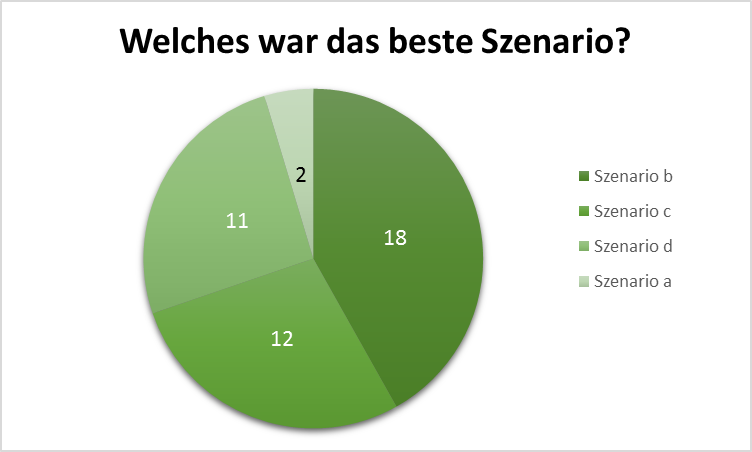 Welches war das beste Szenario?
2
11
18
12
Szenario b
Szenario c
Szenario d
Szenario a